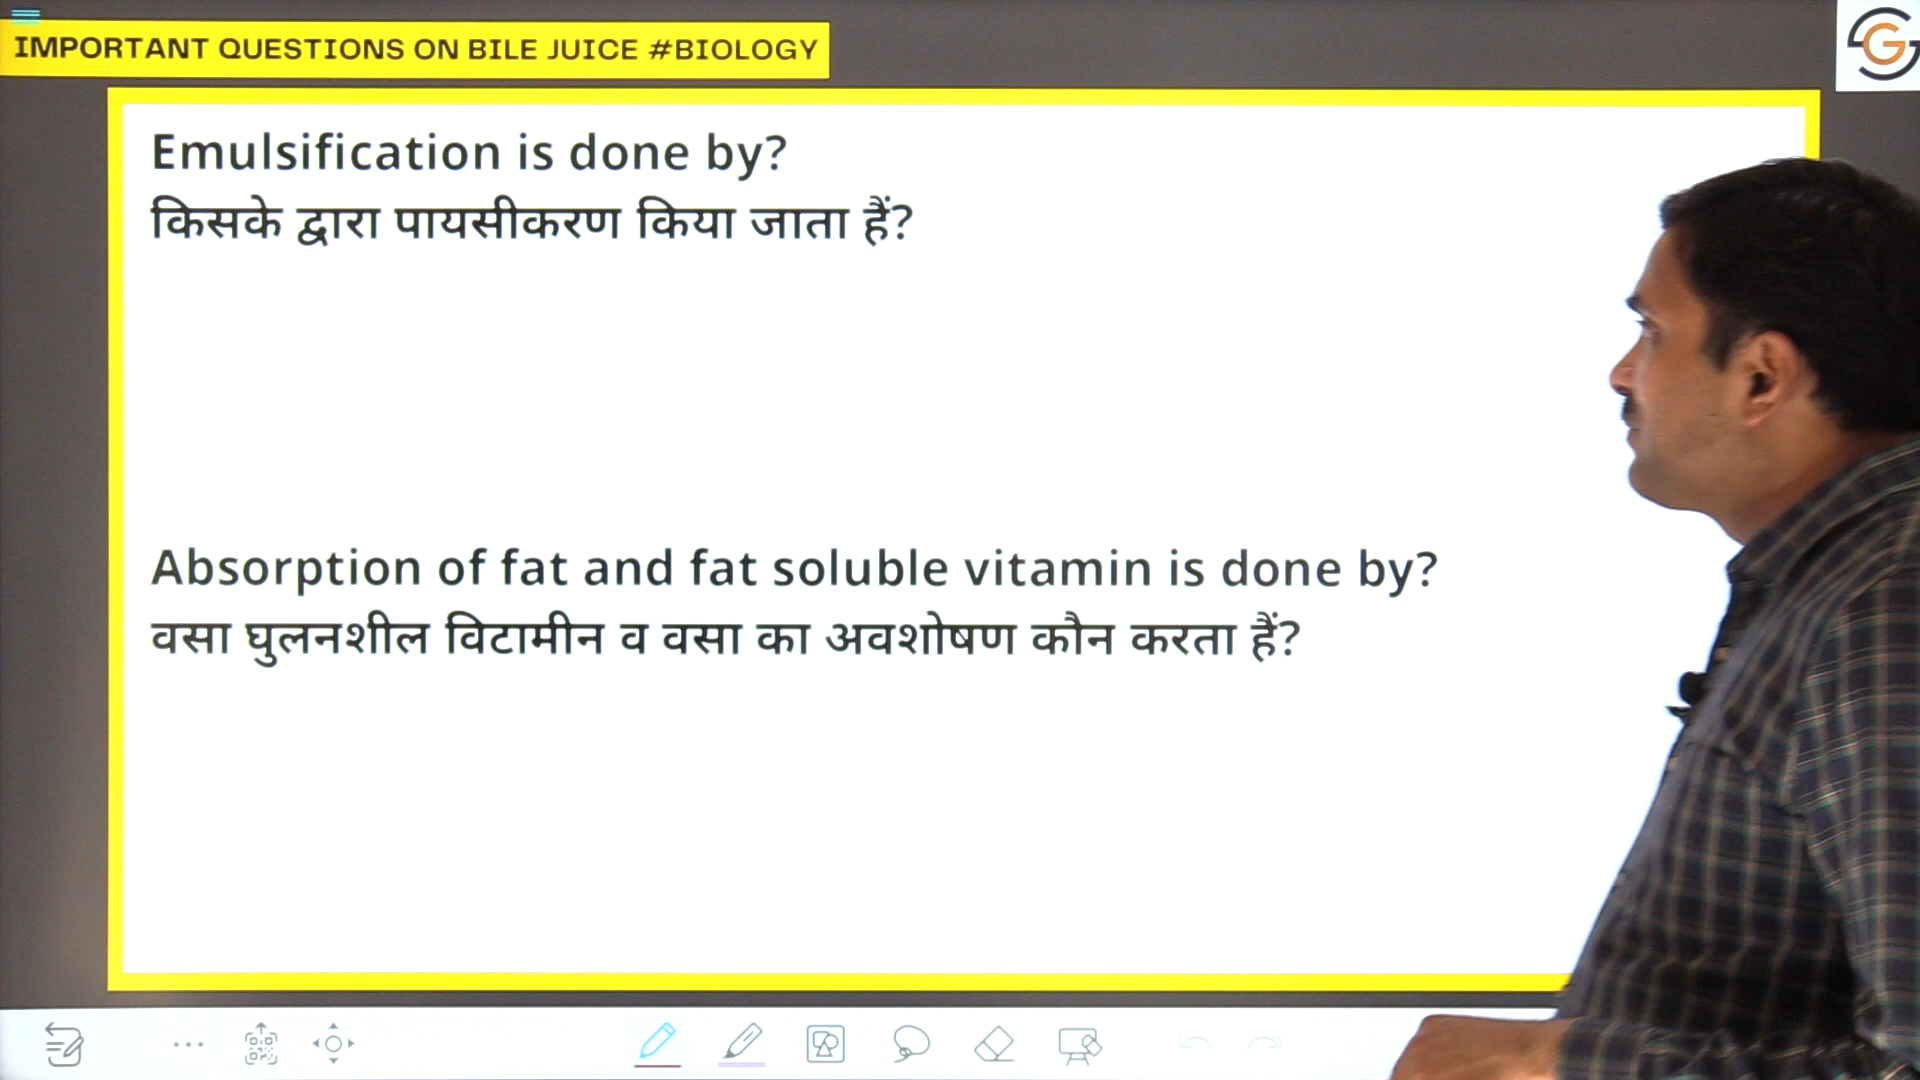 IMPORTANT QUESTIONS ON BILE JUICE #BIOLOGY
G
Emulsification is done by?
किसके द्वारा पायसीकरण किया जाता हैं?
Absorption of fat and fat soluble vitamin is done by?
वसा घुलनशील विटामीन व वसा का अवशोषण कौन करता हैं?